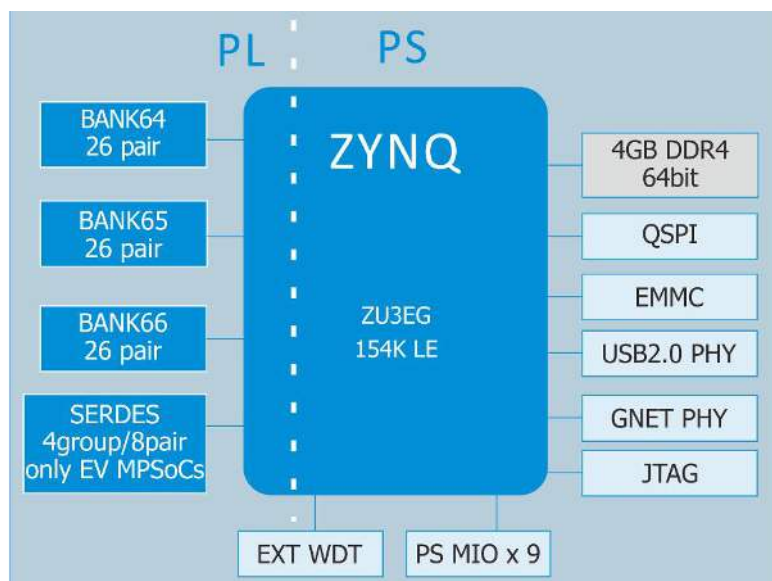 PL
PS
BANK64
26 pair
BANK65
26 pair
BANK66
26 pair
SERDES
4group/8pair
only EV MPSoCs
ZYNQ
ZU3EG
154K LE
4GB DDR4
64bit
QSPI
EMMC
USB2.0 PHY
GNET PHY
JTAG
EXT WDT
PS MIO x 9